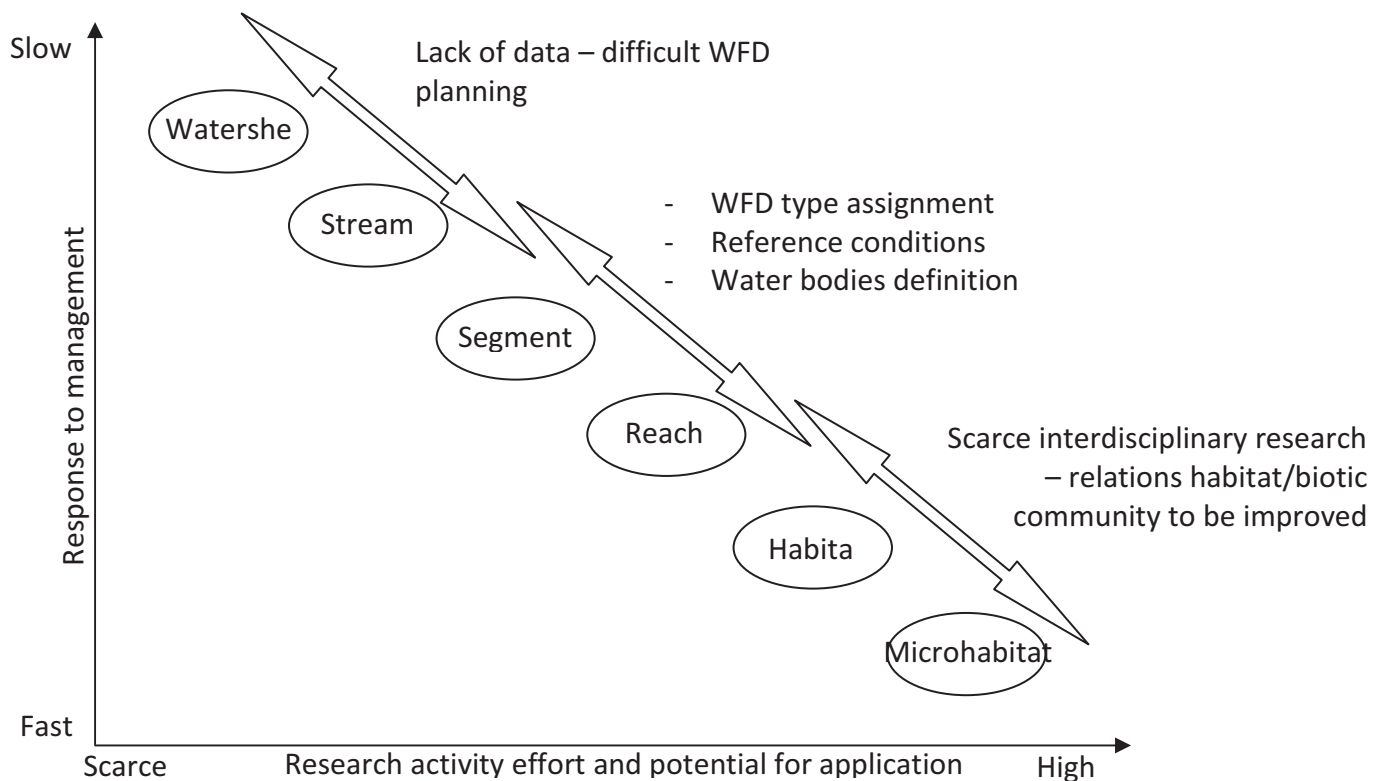 Slow
Lack of data – difficult WFD
planning
Watershe
Stream
- WFD type assignment
- Reference conditions
- Water bodies definition
Segment
Response to management
Reach
Scarce interdisciplinary research
– relations habitat/biotic
community to be improved
Habita
Microhabitat
Fast
Scarce
Research activity effort and potential for application
High